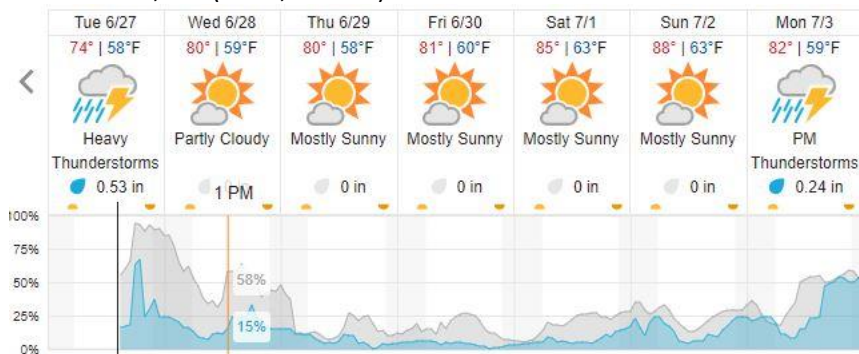 Tue 6/27 Wed 6/28 Thu 6/29 Fri 6/30 Sat 7/1 Sun 7/2 Mon 7/3
74° | 58°F 80° | 59°F 80° | 58°F 81° | 60°F 85° | 63°F 88° | 63°F 82° | 59°F
Heavy Thunderstorms Partly Cloudy Mostly Sunny Mostly Sunny Mostly Sunny Mostly Sunny PM Thunderstorms
0.53 in 0 in 0 in 0 in 0 in 0.24 in
1 PM
100%
75%
50%
25%
0%
58%
15%